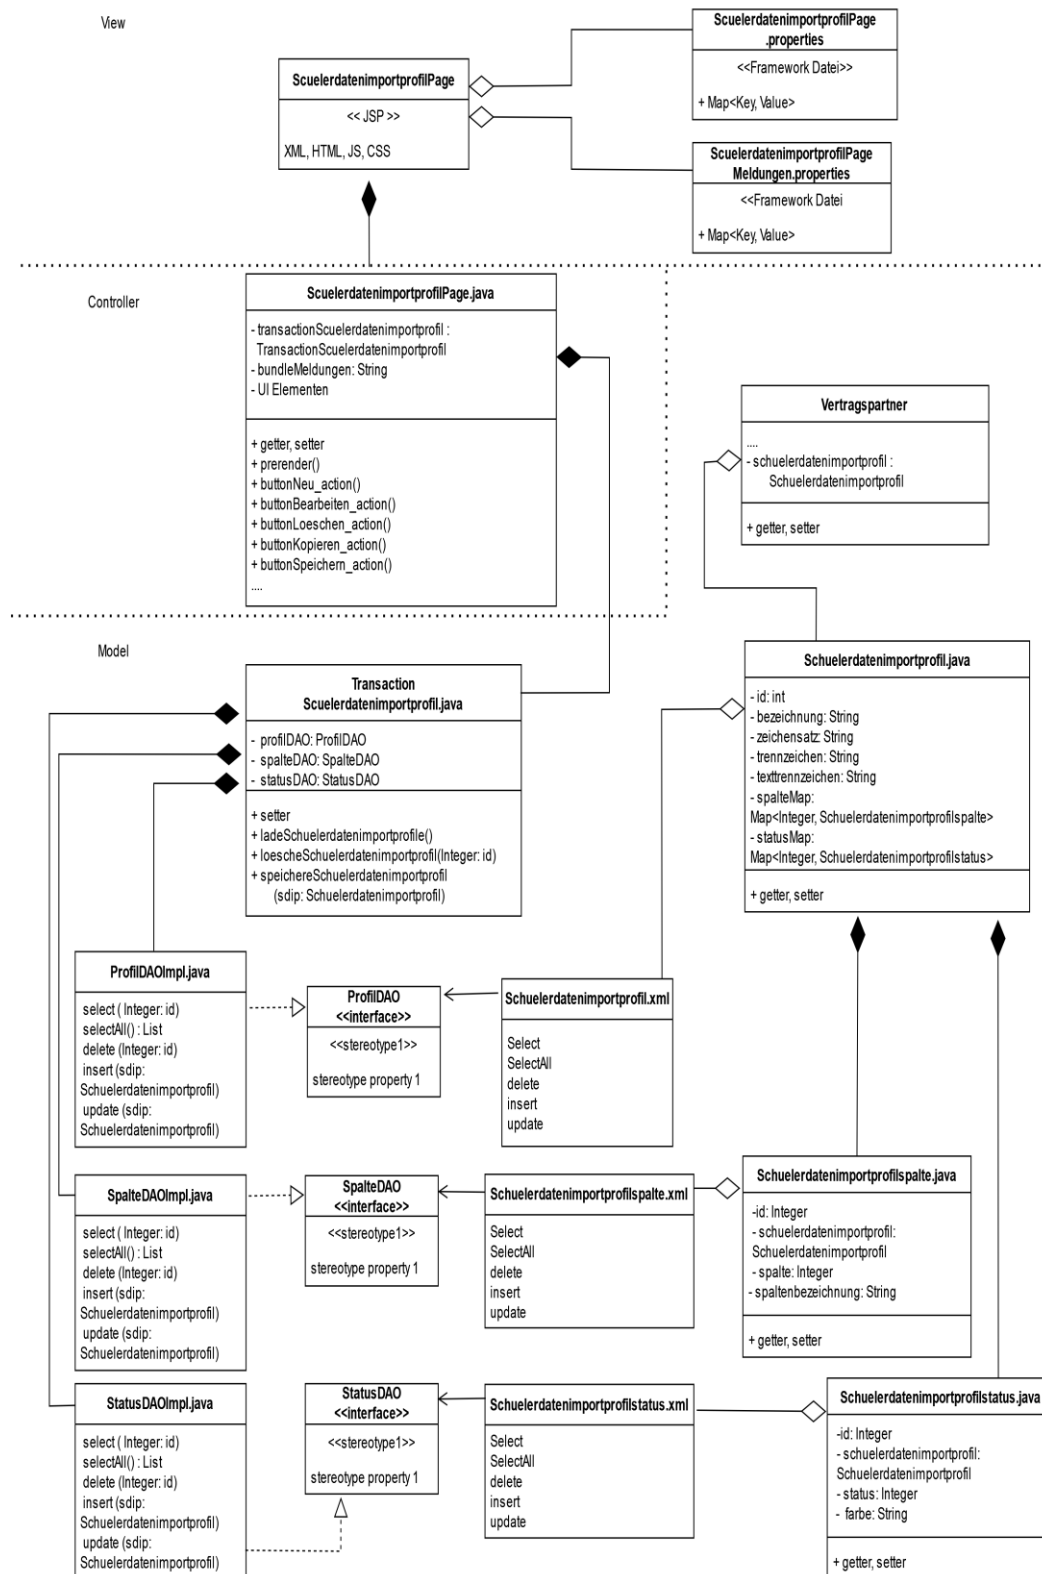 View
ScuelerdatenimportprofilPage
<< JSP >>
XML, HTML, JS, CSS
ScuelerdatenimportprofilPage
.properties
<<Framework Datei>>
+ Map<Key, Value>
ScuelerdatenimportprofilPage
Meldungen.properties
<<Framework Datei
+ Map<Key, Value>
Controller
ScuelerdatenimportprofilPage.java
- transactionScuelerdatenimportprofil :
TransactionScuelerdatenimportprofil
- bundleMeldungen: String
- UI Elementen
+ getter, setter
+ prerender()
+ buttonNeu_action()
+ buttonBearbeiten_action()
+ buttonLoeschen_action()
+ buttonKopieren_action()
+ buttonSpeichern_action()
....
Vertragspartner
....
- schuelerdatenimportprofil :
Schuelerdatenimportprofil
+ getter, setter
Model
Transaction
Scuelerdatenimportprofil.java
- profilDAO: ProfilDAO
- spalteDAO: SpalteDAO
- statusDAO: StatusDAO
+ setter
+ ladeSchuelerdatenimportprofile()
+ loescheSchuelerdatenimportprofil(Integer: id)
+ speichereSchuelerdatenimportprofil
(sdip: Schuelerdatenimportprofil)
Schuelerdatenimportprofil.java
- id: int
- bezeichnung: String
- zeichensatz: String
- trennzeichen: String
- texttrennzeichen: String
- spalteMap:
Map<Integer, Schuelerdatenimportprofilspalte>
- statusMap:
Map<Integer, Schuelerdatenimportprofilstatus>
+ getter, setter
ProfilDAOImpl.java
select ( Integer: id)
selectAll() : List
delete (Integer: id)
insert (sdip:
Schuelerdatenimportprofil)
update (sdip:
Schuelerdatenimportprofil)
ProfilDAO
<<interface>>
<<stereotype1>>
stereotype property 1
Schuelerdatenimportprofil.xml
Select
SelectAll
delete
insert
update
SpalteDAOImpl.java
select ( Integer: id)
selectAll() : List
delete (Integer: id)
insert (sdip:
Schuelerdatenimportprofil)
update (sdip:
Schuelerdatenimportprofil)
SpalteDAO
<<interface>>
<<stereotype1>>
stereotype property 1
Schuelerdatenimportprofilspalte.xml
Select
SelectAll
delete
insert
update
Schuelerdatenimportprofilspalte.java
-id: Integer
- schuelerdatenimportprofil:
Schuelerdatenimportprofil
- spalte: Integer
- spaltenbezeichnung: String
+ getter, setter
StatusDAOImpl.java
select ( Integer: id)
selectAll() : List
delete (Integer: id)
insert (sdip:
Schuelerdatenimportprofil)
update (sdip:
Schuelerdatenimportprofil)
StatusDAO
<<interface>>
<<stereotype1>>
stereotype property 1
Schuelerdatenimportprofilstatus.xml
Select
SelectAll
delete
insert
update
Schuelerdatenimportprofilstatus.java
-id: Integer
- schuelerdatenimportprofil:
Schuelerdatenimportprofil
- status: Integer
- farbe: String
+ getter, setter